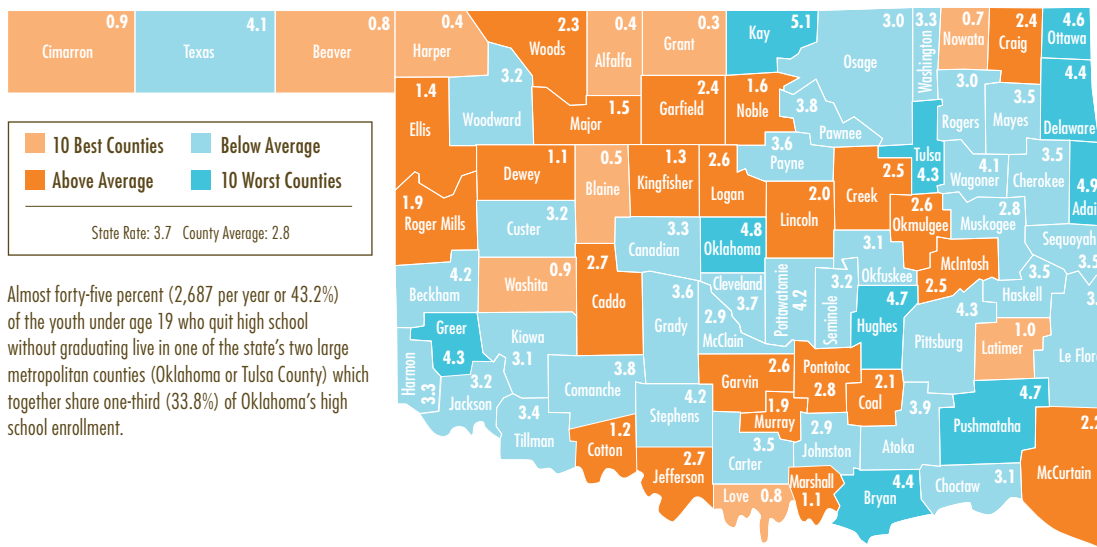 0.9
Cimarron
4.1
Texas
0.8
Beaver
0.4
Harper
2.3
Woods
0.4
Alfalfa
0.3
Grant
5.1
Kay
3.0
Osage
3.3
Washington
0.7
Nowata
2.4
Craig
4.6
Ottawa
1.4
Ellis
3.2
Woodward
1.5
Major
2.4
Garfield
1.6
Noble
3.8
Pawnee
3.0
Rogers
3.5
Mayes
4.4
Delaware
10 Best Counties
Below Average
Above Average
10 Worst Counties
State Rate: 3.7 County Average: 2.8
1.1
Dewey
0.5
Blaine
1.3
Kingfisher
2.6
Logan
3.6
Payne
2.0
Lincoln
2.5
Creek
Tulsa
4.3
4.1
Wagoner
3.5
Cherokee
4.9
Adai
1.9
Roger Mills
3.2
Custer
3.3
Canadian
4.8
Oklahoma
2.6
Okmulgee
2.8
Muskogee
Sequoyah
3.5
4.2
Beckham
0.9
Washita
2.7
Caddo
3.6
Grady
Cleveland
3.7
2.9
McClain
Pottawatomie
4.2
3.2
Seminole
3.1
Okfuskee
McIntosh
2.5
3.5
Haskell
4.7
Hughes
4.3
Pittsburg
1.0
Latimer
3.
Le Flor
Almost forty-five percent (2,687 per year or 43.2%)
of the youth under age 19 who quit high school
without graduating live in one of the state's two large
metropolitan counties (Oklahoma or Tulsa County) which
together share one-third (33.8%) of Oklahoma's high
school enrollment.
Greer
4.3
Kiowa
3.1
Harmon
3.3
3.2
Jackson
3.8
Comanche
3.4
Tillman
1.2
Cotton
4.2
Stephens
2.7
Jefferson
2.6
Garvin
1.9
Murray
Pontotoc
2.8
2.1
Coal
3.9
Atoka
4.7
Pushmataha
2.2
McCurtain
3.5
Carter
2.9
Johnston
Love 0.8
Marshall
1.1
4.4
Bryan
3.1
Choctaw